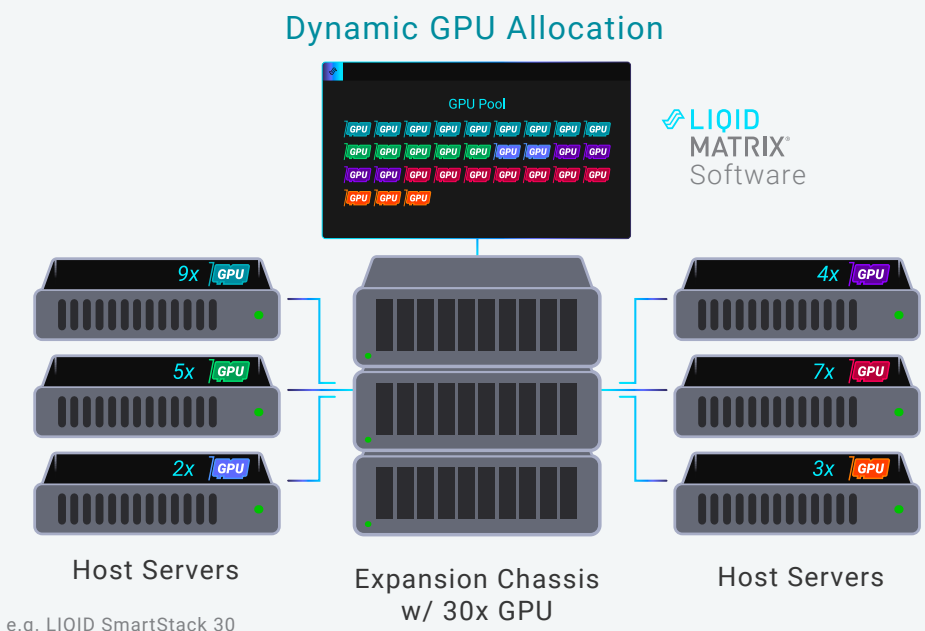 Dynamic GPU Allocation
GPU Pool
GPU GPU GPU GPU GPU GPU GPU GPU GPU
GPU GPU GPU GPU GPU GPU GPU GPU GPU
GPU GPU GPU GPU GPU GPU GPU GPU GPU
GPU GPU GPU
LIQID
MATRIX®
Software
9x GPU
5x GPU
2x GPU
Host Servers
Expansion Chassis
w/ 30x GPU
4x GPU
7x GPU
3x GPU
Host Servers
e.g. LIQID SmartStack 30